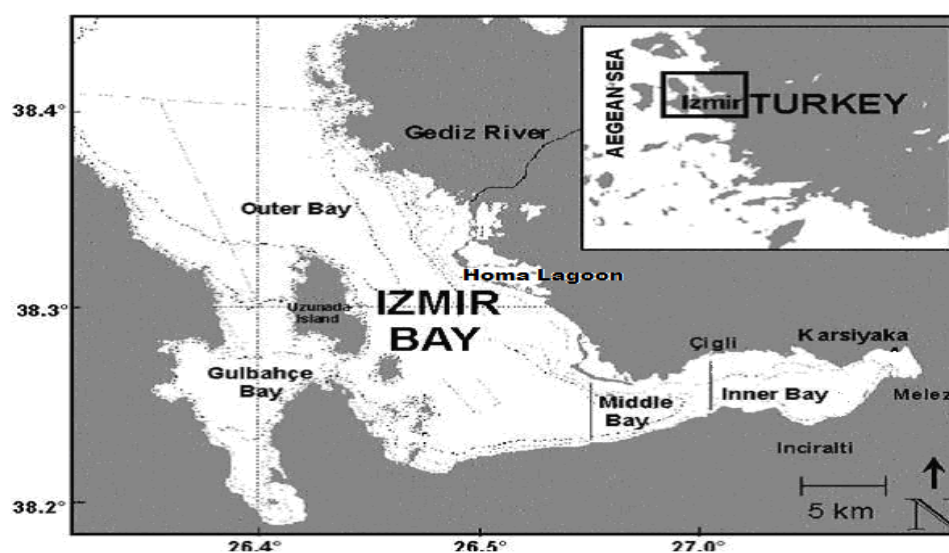 38.4°
38.3°
38.2°
26.4°
26.5°
27.0°
Gediz River
Outer Bay
Homa Lagoon
Uzunada
Island
IZMIR
BAY
Gulbahçe
Bay
Middle
Bay
Inner Bay
Çigli
Karsiyaka
Melez
Inciralti
5 km
N
AEGEAN SEA
Izmir
TURKEY